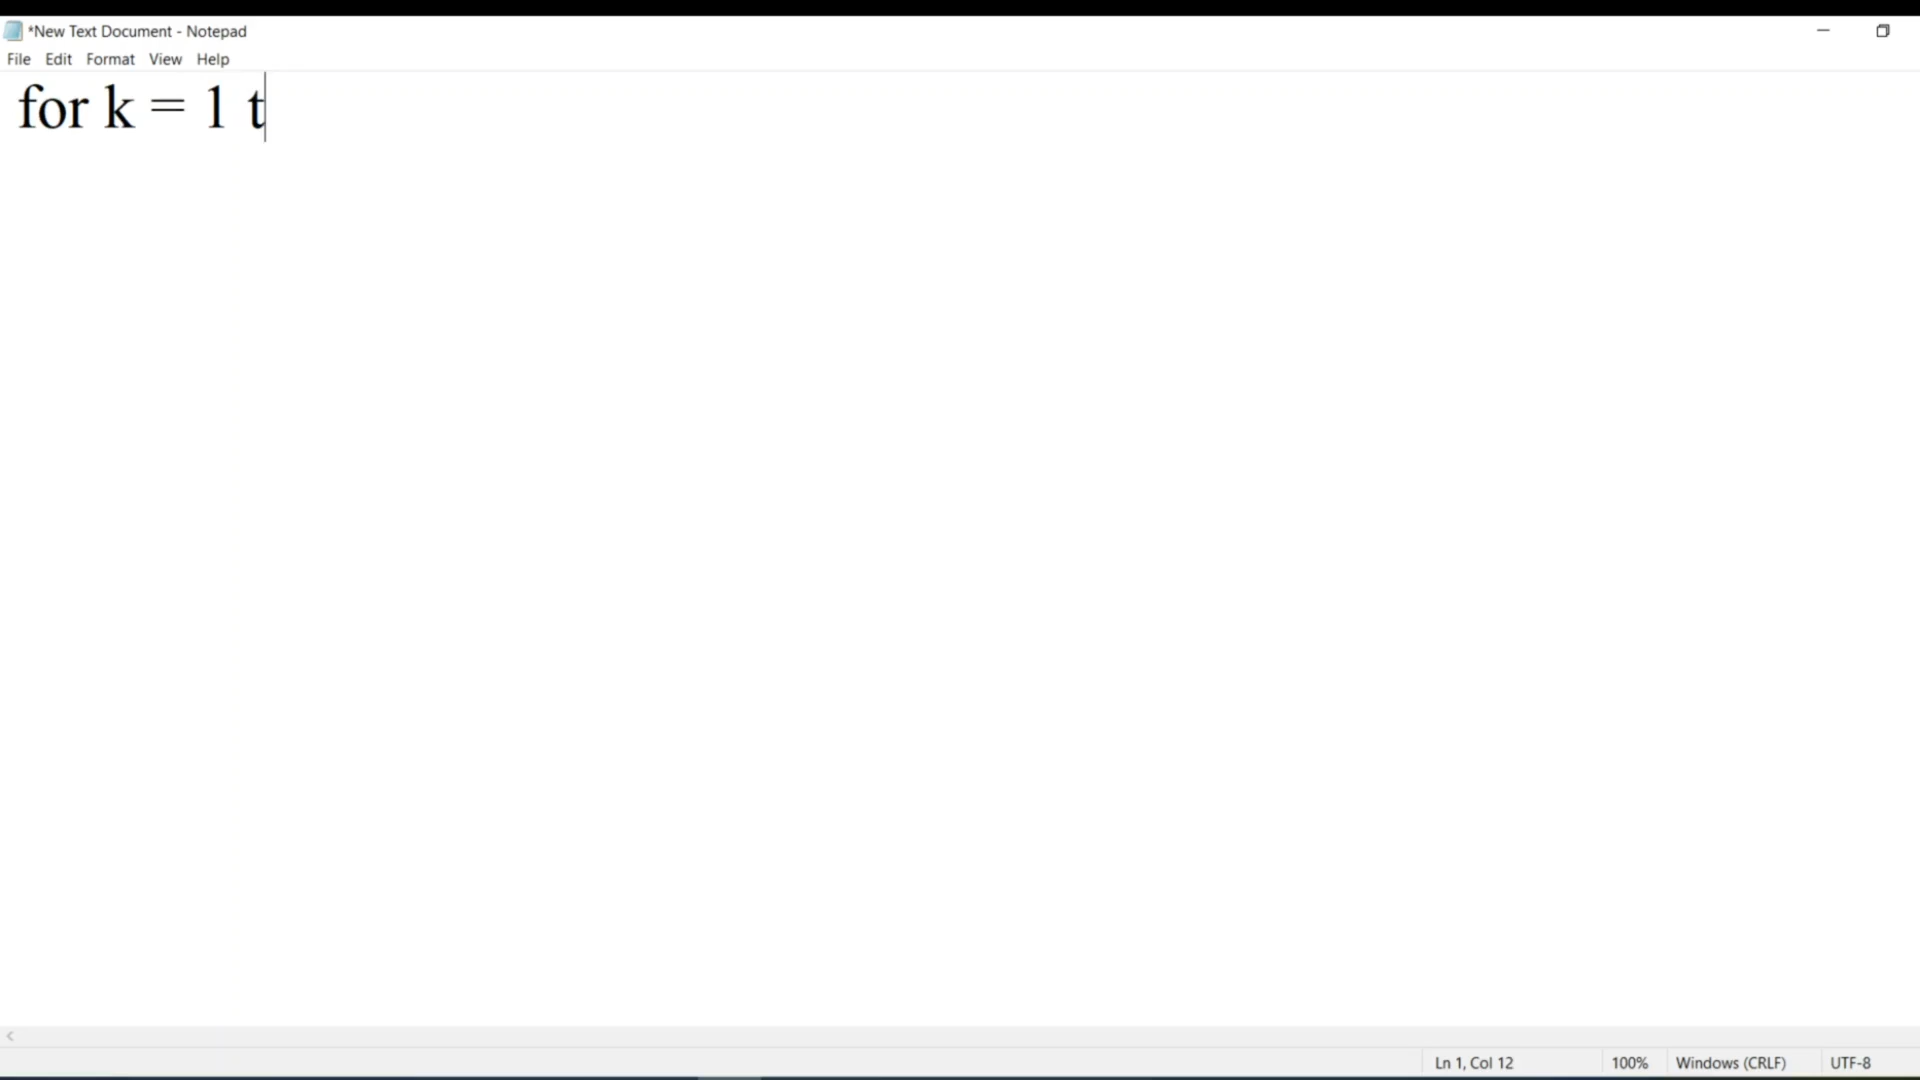 *New Text Document - Notepad
File Edit Format View Help
for k = 1 t
Ln 1, Col 12 100% Windows (CRLF) UTF-8